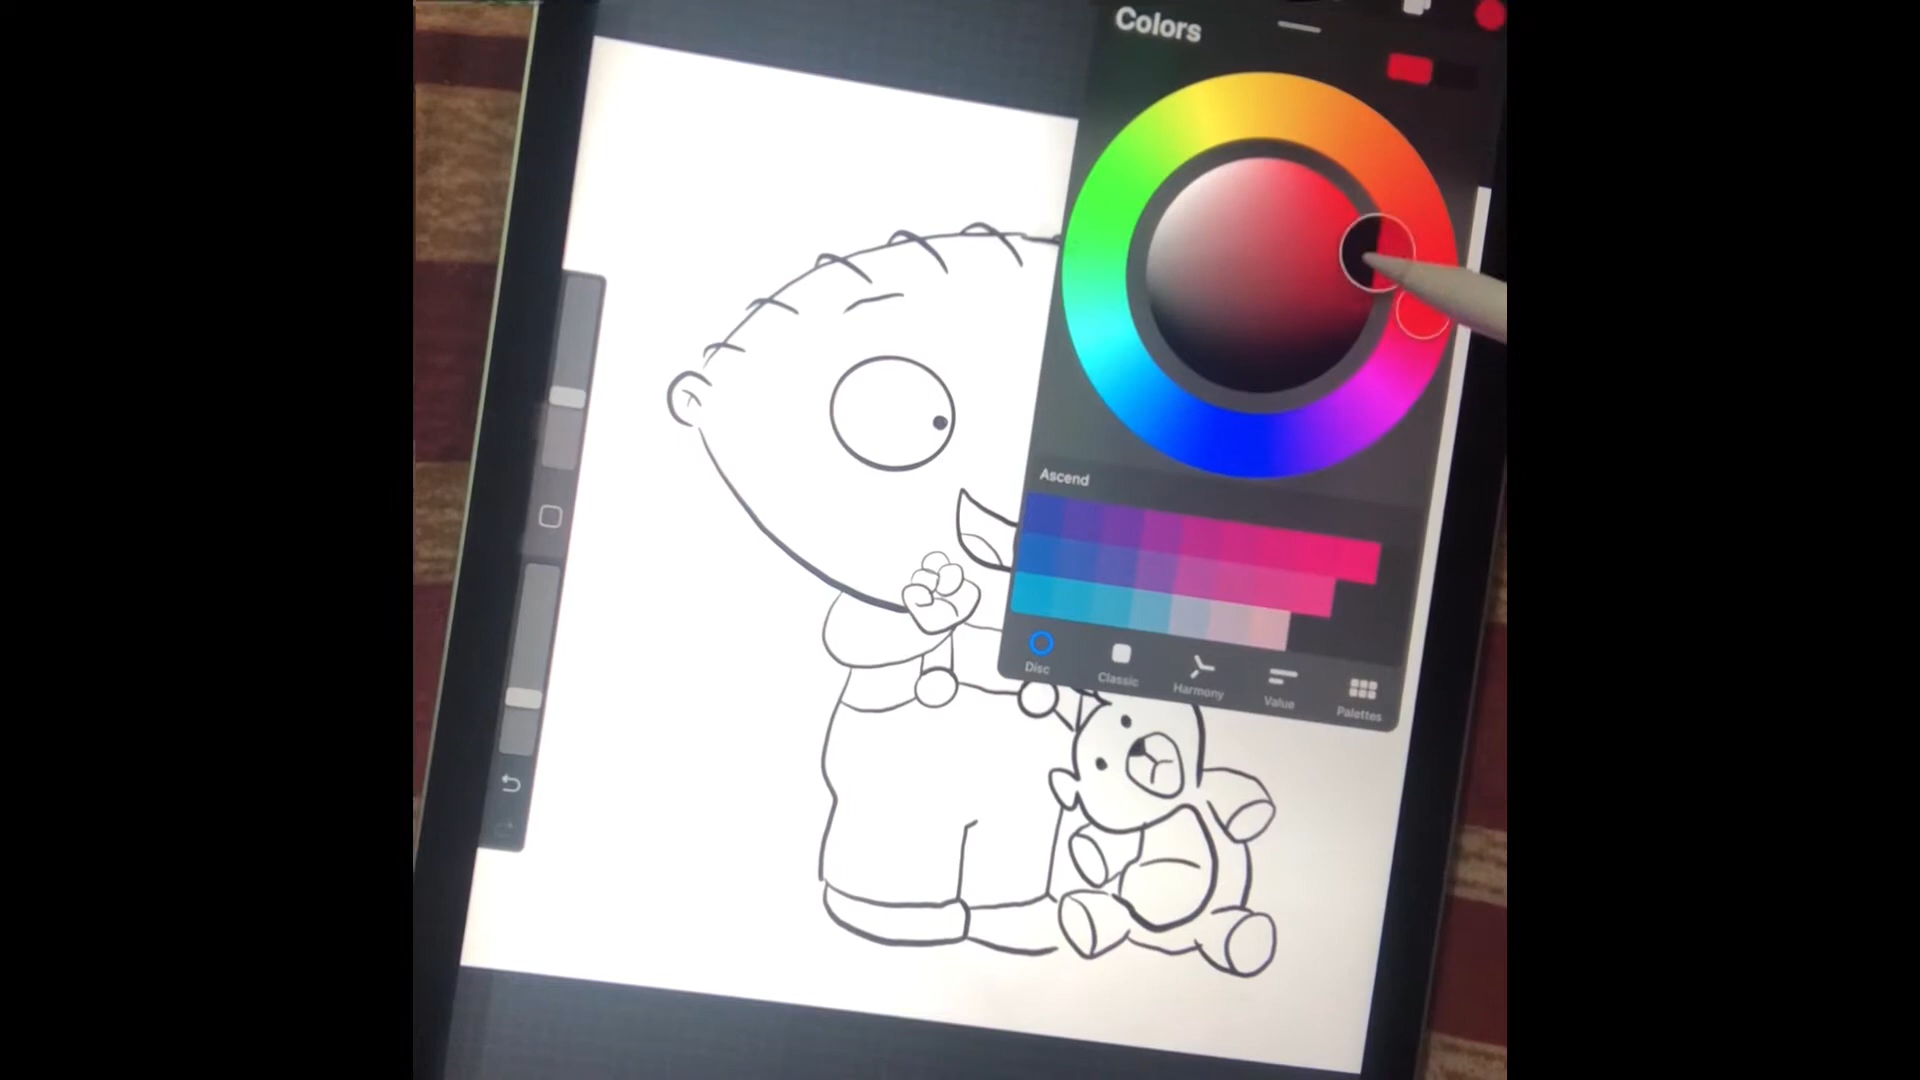 Colors
Ascend
Disc
Classic
Harmony
Value
Palettes